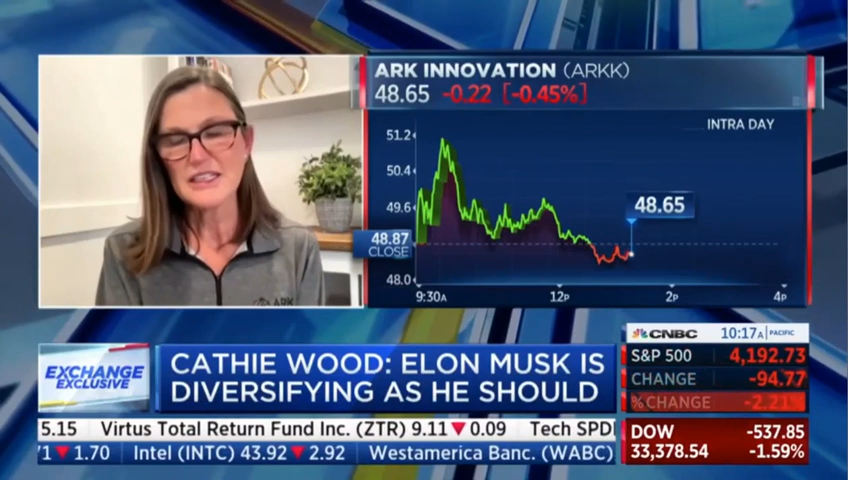 ARK INNOVATION (ARKK)
48.65 -0.22 [-0.45%]
INTRA DAY
51.2
50.4
49.6
48.87
CLOSE
48.0
48.65
9:30A 12P 2P 4P
ARK
EXCHANGE
EXCLUSIVE
CATHIE WOOD: ELON MUSK IS
DIVERSIFYING AS HE SHOULD
CNBC 10:17A PACIFIC
S&P 500 4,192.73
CHANGE -94.77
% CHANGE -2.21%
DOW -537.85
33,378.54 -1.59%
5.15 Virtus Total Return Fund Inc. (ZTR) 9.11▼0.09 Tech SPD
1▼1.70 Intel (INTC) 43.92▼2.92 Westamerica Banc. (WABC)